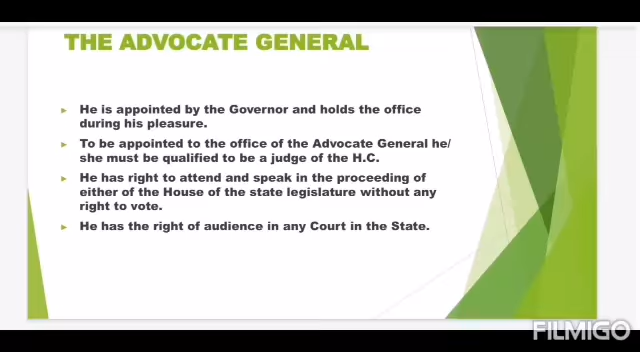 THE ADVOCATE GENERAL
He is appointed by the Governor and holds the office
during his pleasure.
To be appointed to the office of the Advocate General he/
she must be qualified to be a judge of the H.C.
He has right to attend and speak in the proceeding of
either of the House of the state legislature without any
right to vote.
He has the right of audience in any Court in the State.
FILMIGO